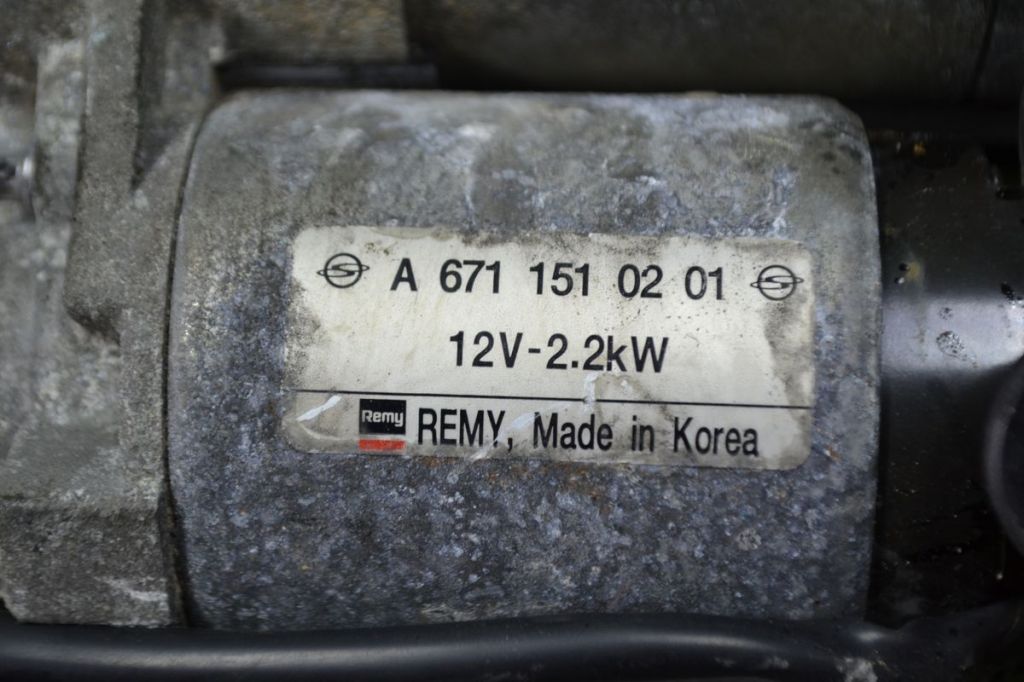 A 671 151 02 01
12V-2.2kW
Remy REMY, Made in Korea